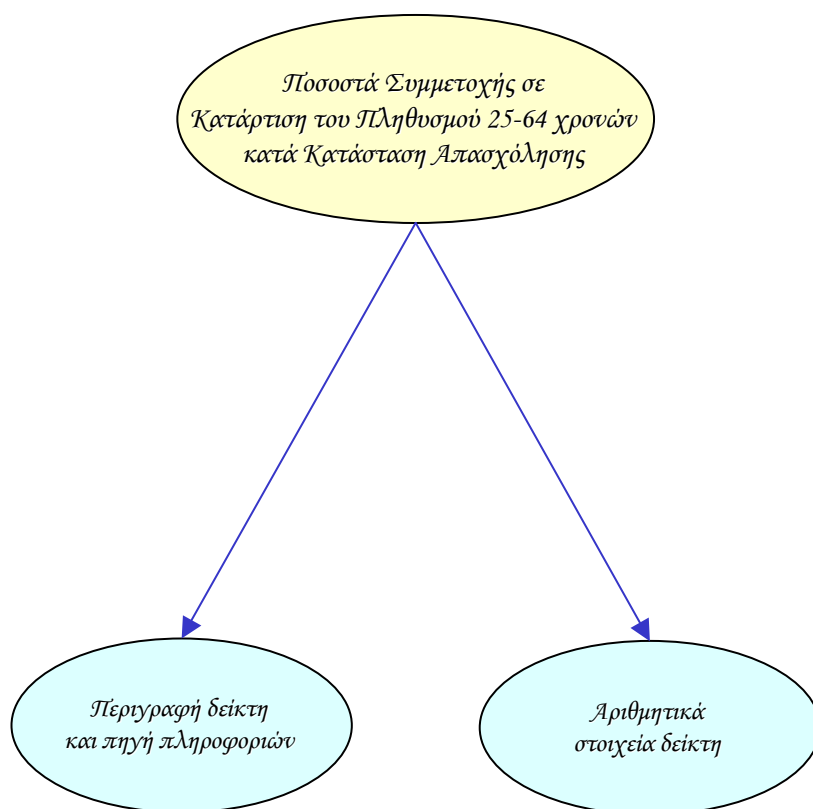 Ποσοστά Συμμετοχής σε
Κατάρτιση του Πληθυσμού 25-64 χρονών
κατά Κατάσταση Απασχόλησης
Περιγραφή δείκτη
και πηγή πληροφοριών
Αριθμητικά
στοιχεία δείκτη